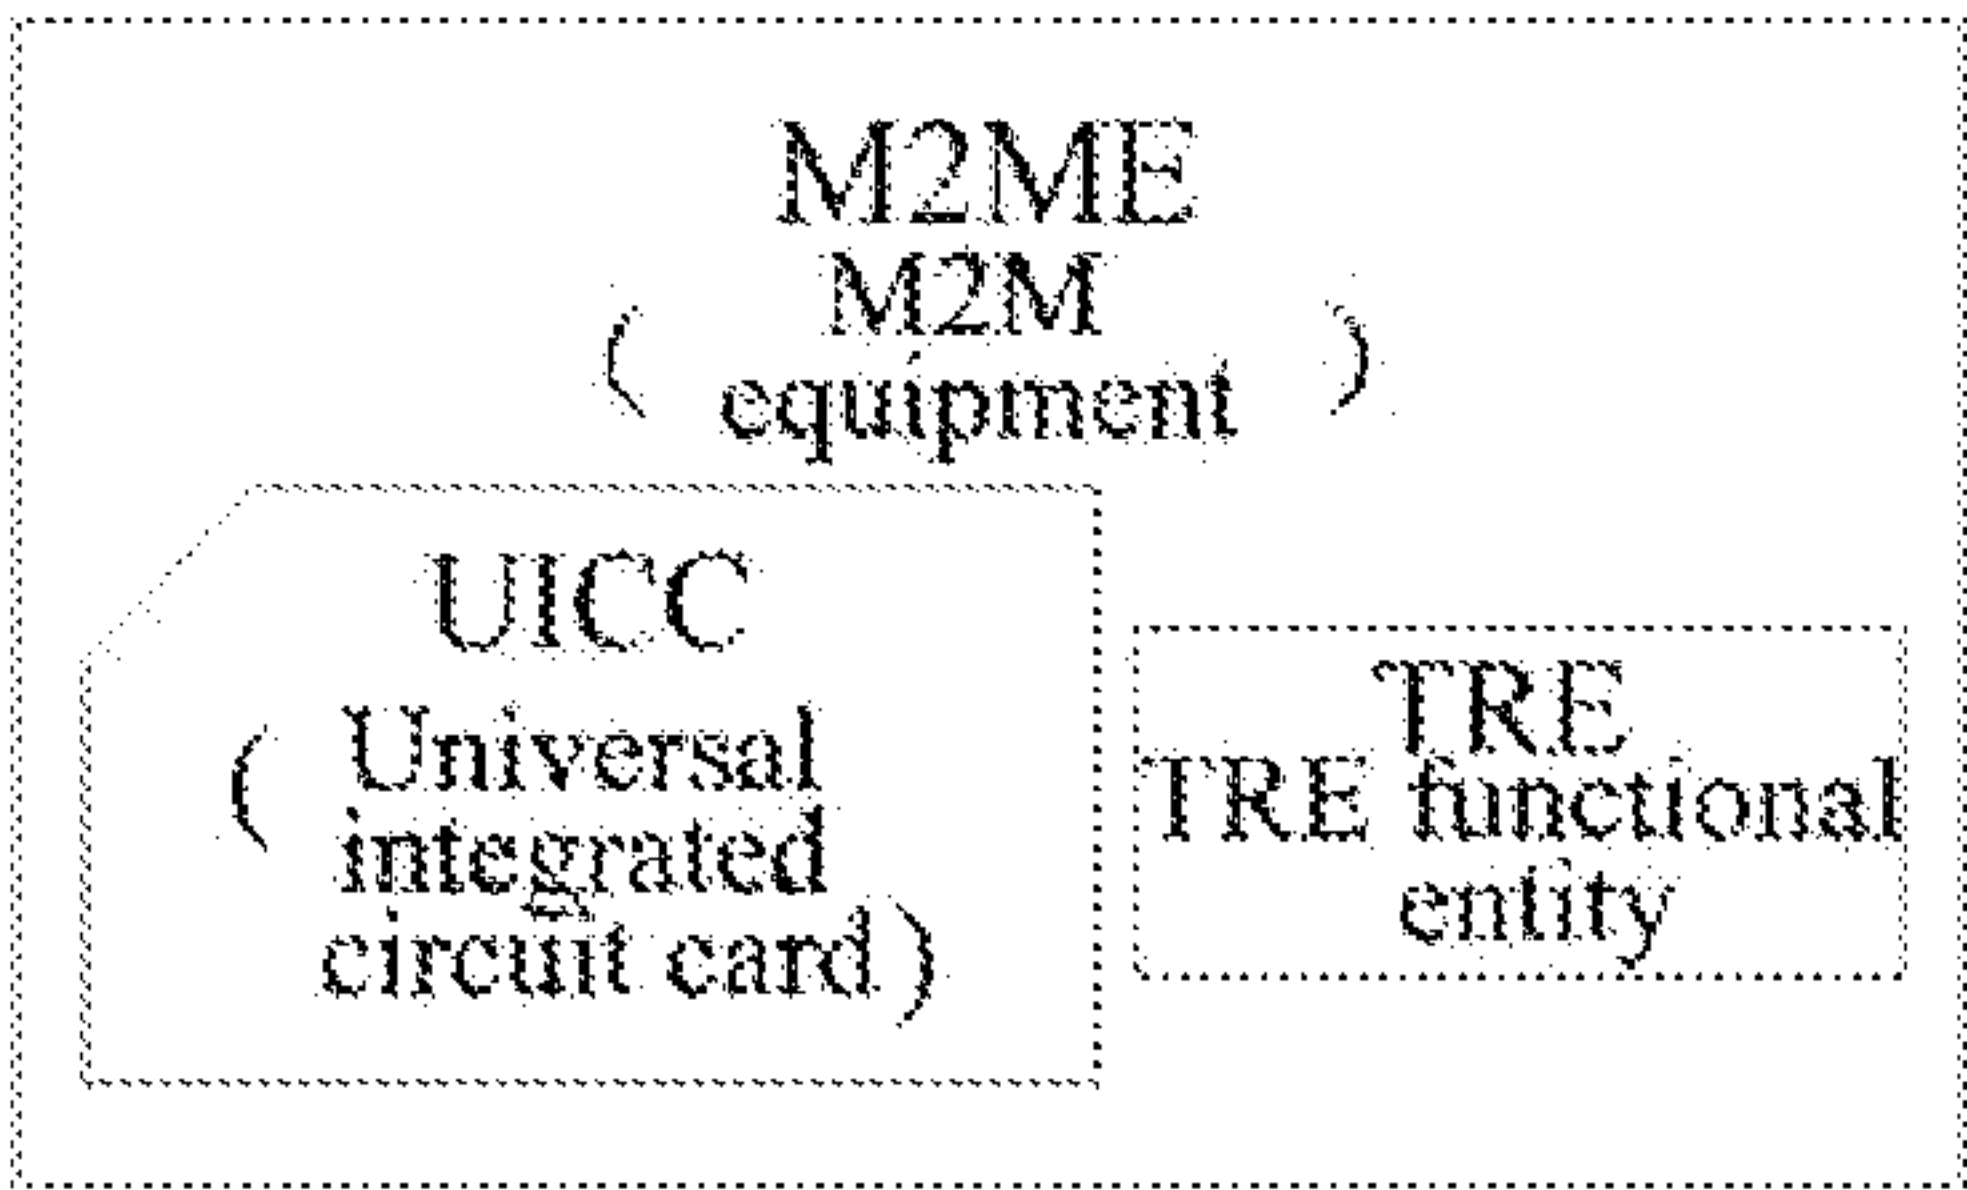 M2ME
( M2M )
equipment
UICC
( Universal
integrated
circuit card )
TRE
TRE functional
entity